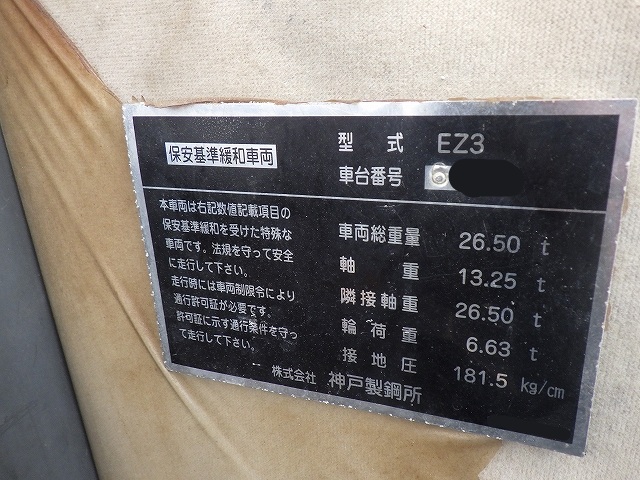 保安基準緩和車両
型式 EZ3
車台番号
本車両は右記数値記載項目の
保安基準緩和を受けた特殊な
車両です。法規を守って安全
に走行して下さい。
走行時には車両制限令により
通行許可証が必要です。
許可証に示す通行条件を守っ
て走行して下さい。
車両総重量 26.50 t
軸重 13.25 t
隣接軸重 26.50 t
輪荷重 6.63 t
接地圧 181.5 kg/cm
株式会社 神戸製鋼所